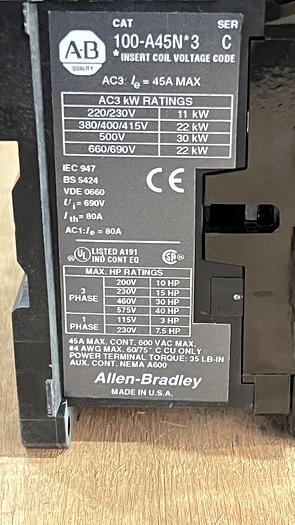 CAT SER
A·B 100-A45N*3 C
QUALITY * INSERT COIL VOLTAGE CODE
AC3: Ie = 45A MAX
AC3 kW RATINGS
220/230V 11 kW
380/400/415V 22 kW
500V 30 kW
660/690V 22 kW
IEC 947
BS 5424
VDE 0660
Ui = 690V
Ith = 80A
AC1: Ie = 80A
CE
UL LISTED A191
IND CONT EQ
SA
MAX. HP RATINGS
3 PHASE 200V 10 HP
230V 15 HP
460V 30 HP
575V 40 HP
1 PHASE 115V 3 HP
230V 7.5 HP
45A MAX. CONT. 600 VAC MAX.
#4 AWG MAX. 60/75° C CU ONLY
POWER TERMINAL TORQUE: 35 LB-IN
AUX. CONT. NEMA A600
Allen-Bradley
MADE IN U.S.A.